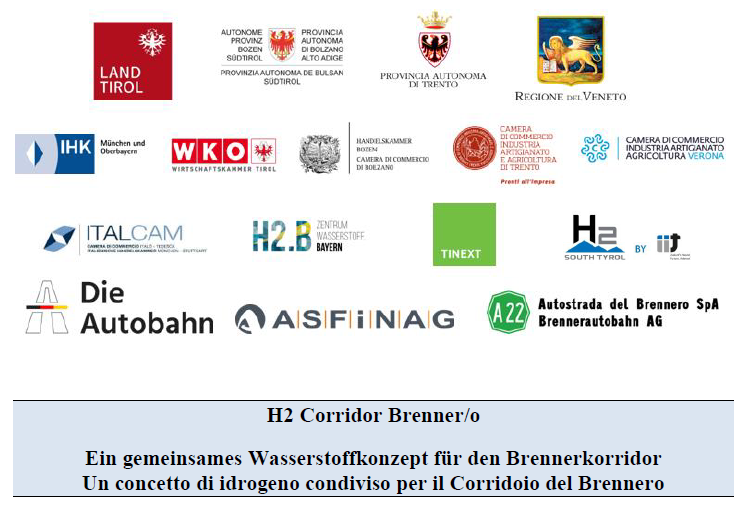 LAND
TIROL
AUTONOME
PROVINZ
BOZEN
SÜDTIROL
PROVINCIA
AUTONOMA
DI BOLZANO
ALTO ADIGE
PROVINZIA AUTONOMA DE BULSAN
SÜDTIROL
PROVINCIA AUTONOMA
DI TRENTO
REGIONE DEL VENETO
IHK
München und
Oberbayern
WKO
WIRTSCHAFTSKAMMER TIROL
HANDELSKAMMER
BOZEN
CAMERA DI COMMERCIO
DI BOLZANO
CAMERA
DI COMMERCIO
INDUSTRIA
ARTIGIANATO
E AGRICOLTURA
DI TRENTO
Pronti all'impresa
CAMERA DI COMMERCIO
INDUSTRIA ARTIGIANATO
AGRICOLTURA VERONA
ITALCAM
CAMERA DI COMMERCIO ITALO - TEDESCA
ITALIENISCHE HANDELSKAMMER MÜNCHEN - STUTTGART
H2.B
ZENTRUM
WASSERSTOFF
BAYERN
TINEXT
H2
SOUTH TYROL
BY
iit
Die
Autobahn
ASFiNAG
A22
Autostrada del Brennero SpA
Brennerautobahn AG
H2 Corridor Brenner/o
Ein gemeinsames Wasserstoffkonzept für den Brennerkorridor
Un concetto di idrogeno condiviso per il Corridoio del Brennero